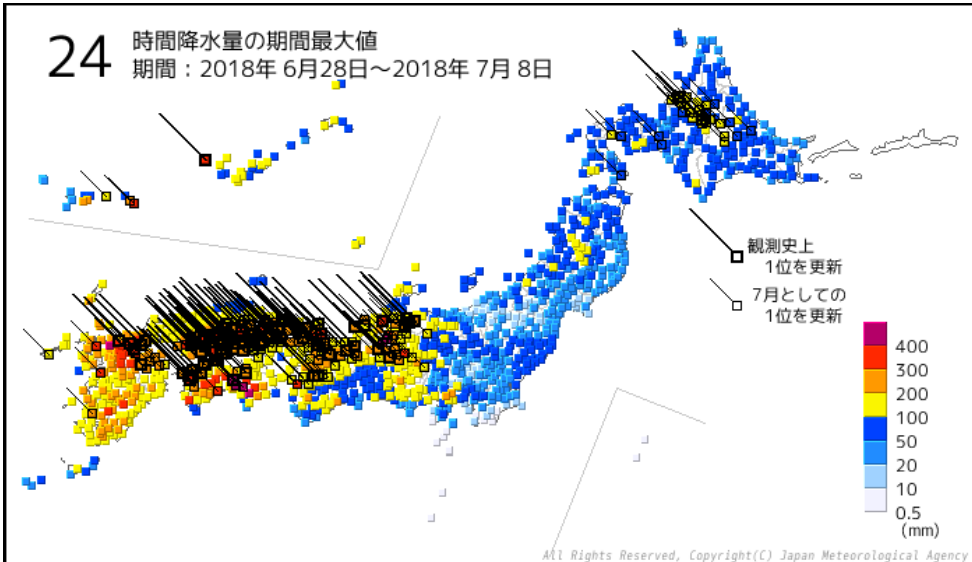 24 時間降水量の期間最大値
期間：2018年 6月28日～2018年 7月 8日
観測史上
1位を更新
7月としての
1位を更新
400
300
200
100
50
20
10
0.5
(mm)
All Rights Reserved, Copyright(C) Japan Meteorological Agency